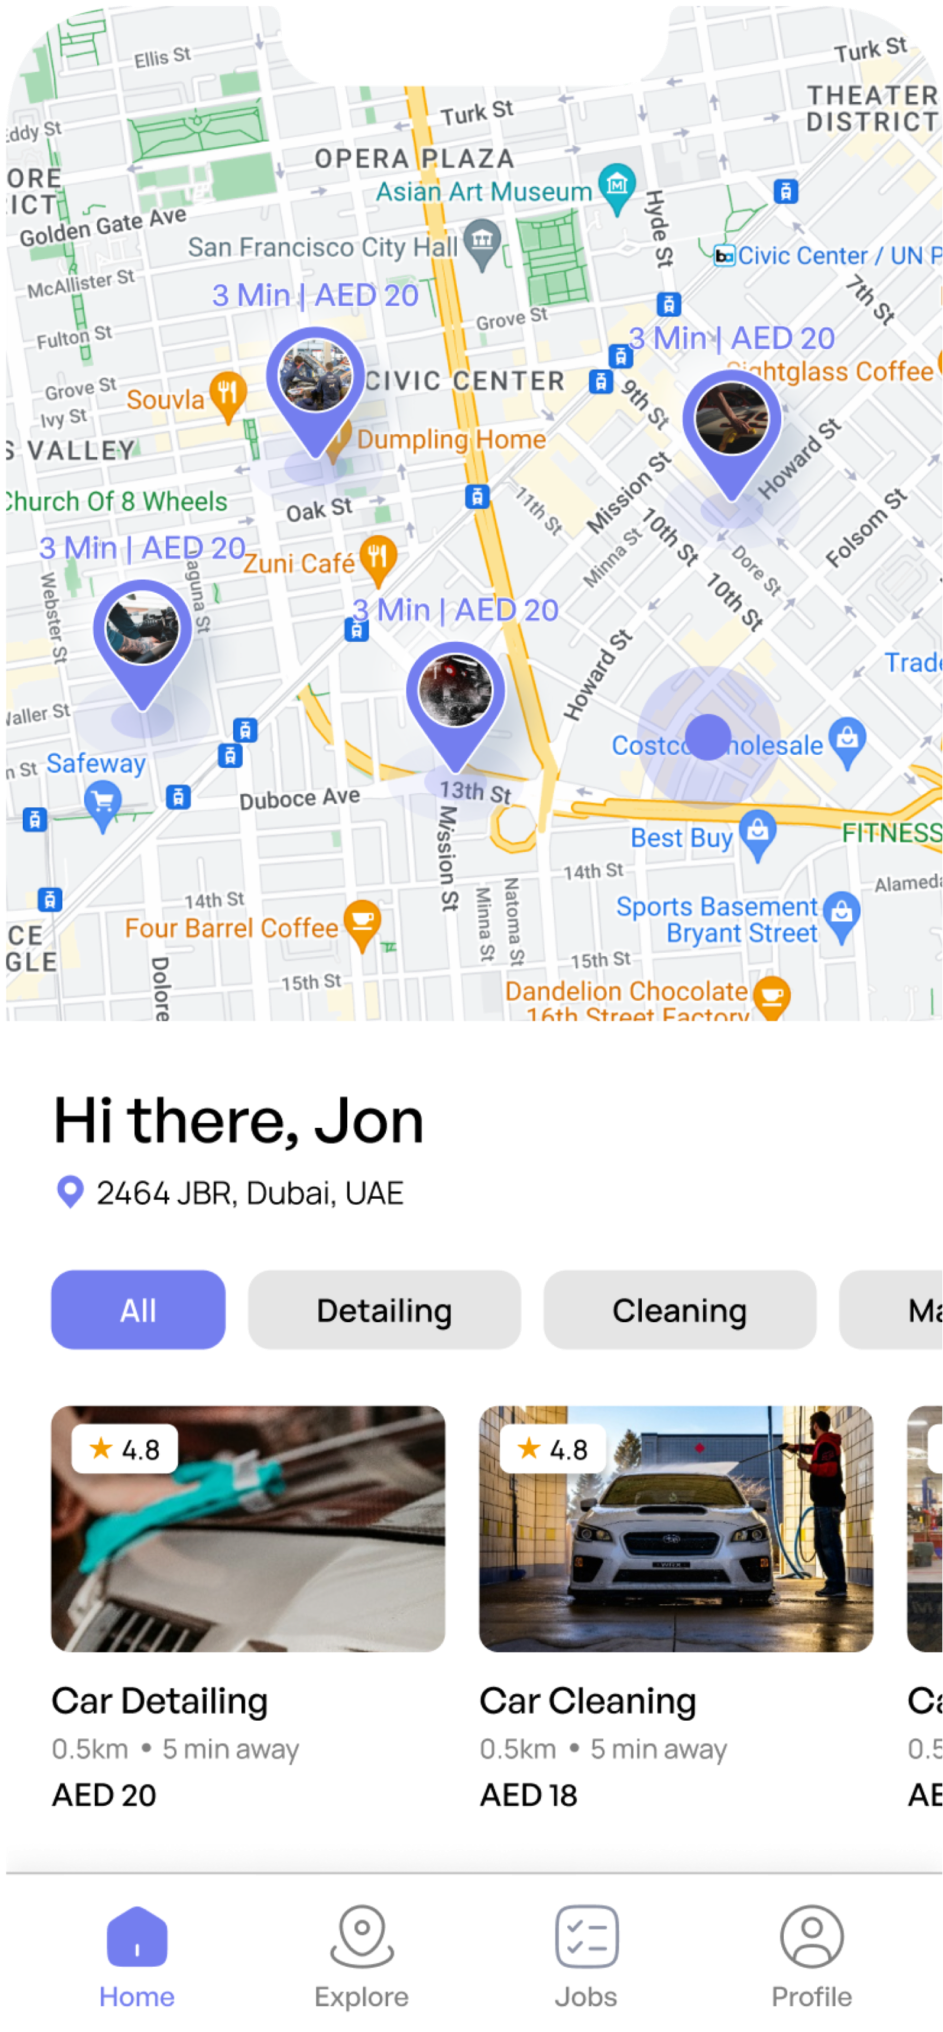 Ellis St
Turk St
THEATER
DISTRICT
Turk St
Eddy St
OPERA PLAZA
Asian Art Museum
ORE
ICT
Golden Gate Ave
Hyde St
San Francisco City Hall
Civic Center / UN P
McAllister St
7th St
3 Min | AED 20
Grove St
Fulton St
3 Min | AED 20
Sightglass Coffee
CIVIC CENTER
Grove St
Souvla
9th St
Ivy St
Dumpling Home
S VALLEY
Howard St
Mission St
Church Of 8 Wheels
Oak St
11th St
Folsom St
10th St
3 Min | AED 20
Zuni Café
Minna St
Dore St
Laguna St
Webster St
10th St
3 Min | AED 20
Howard St
Trade
Waller St
Costco Wholesale
Safeway
n St
13th St
Duboce Ave
Best Buy
FITNESS
Mission St
14th St
Alameda
14th St
Natoma St
Minna St
Sports Basement
Bryant Street
Four Barrel Coffee
CE
GLE
15th St
Dolore
15th St
Dandelion Chocolate
16th Street Factory
Hi there, Jon
2464 JBR, Dubai, UAE
All
Detailing
Cleaning
Ma
4.8
4.8
Car Detailing
Car Cleaning
Ca
0.5km • 5 min away
0.5km • 5 min away
0.5
AED 20
AED 18
AE
Home
Explore
Jobs
Profile